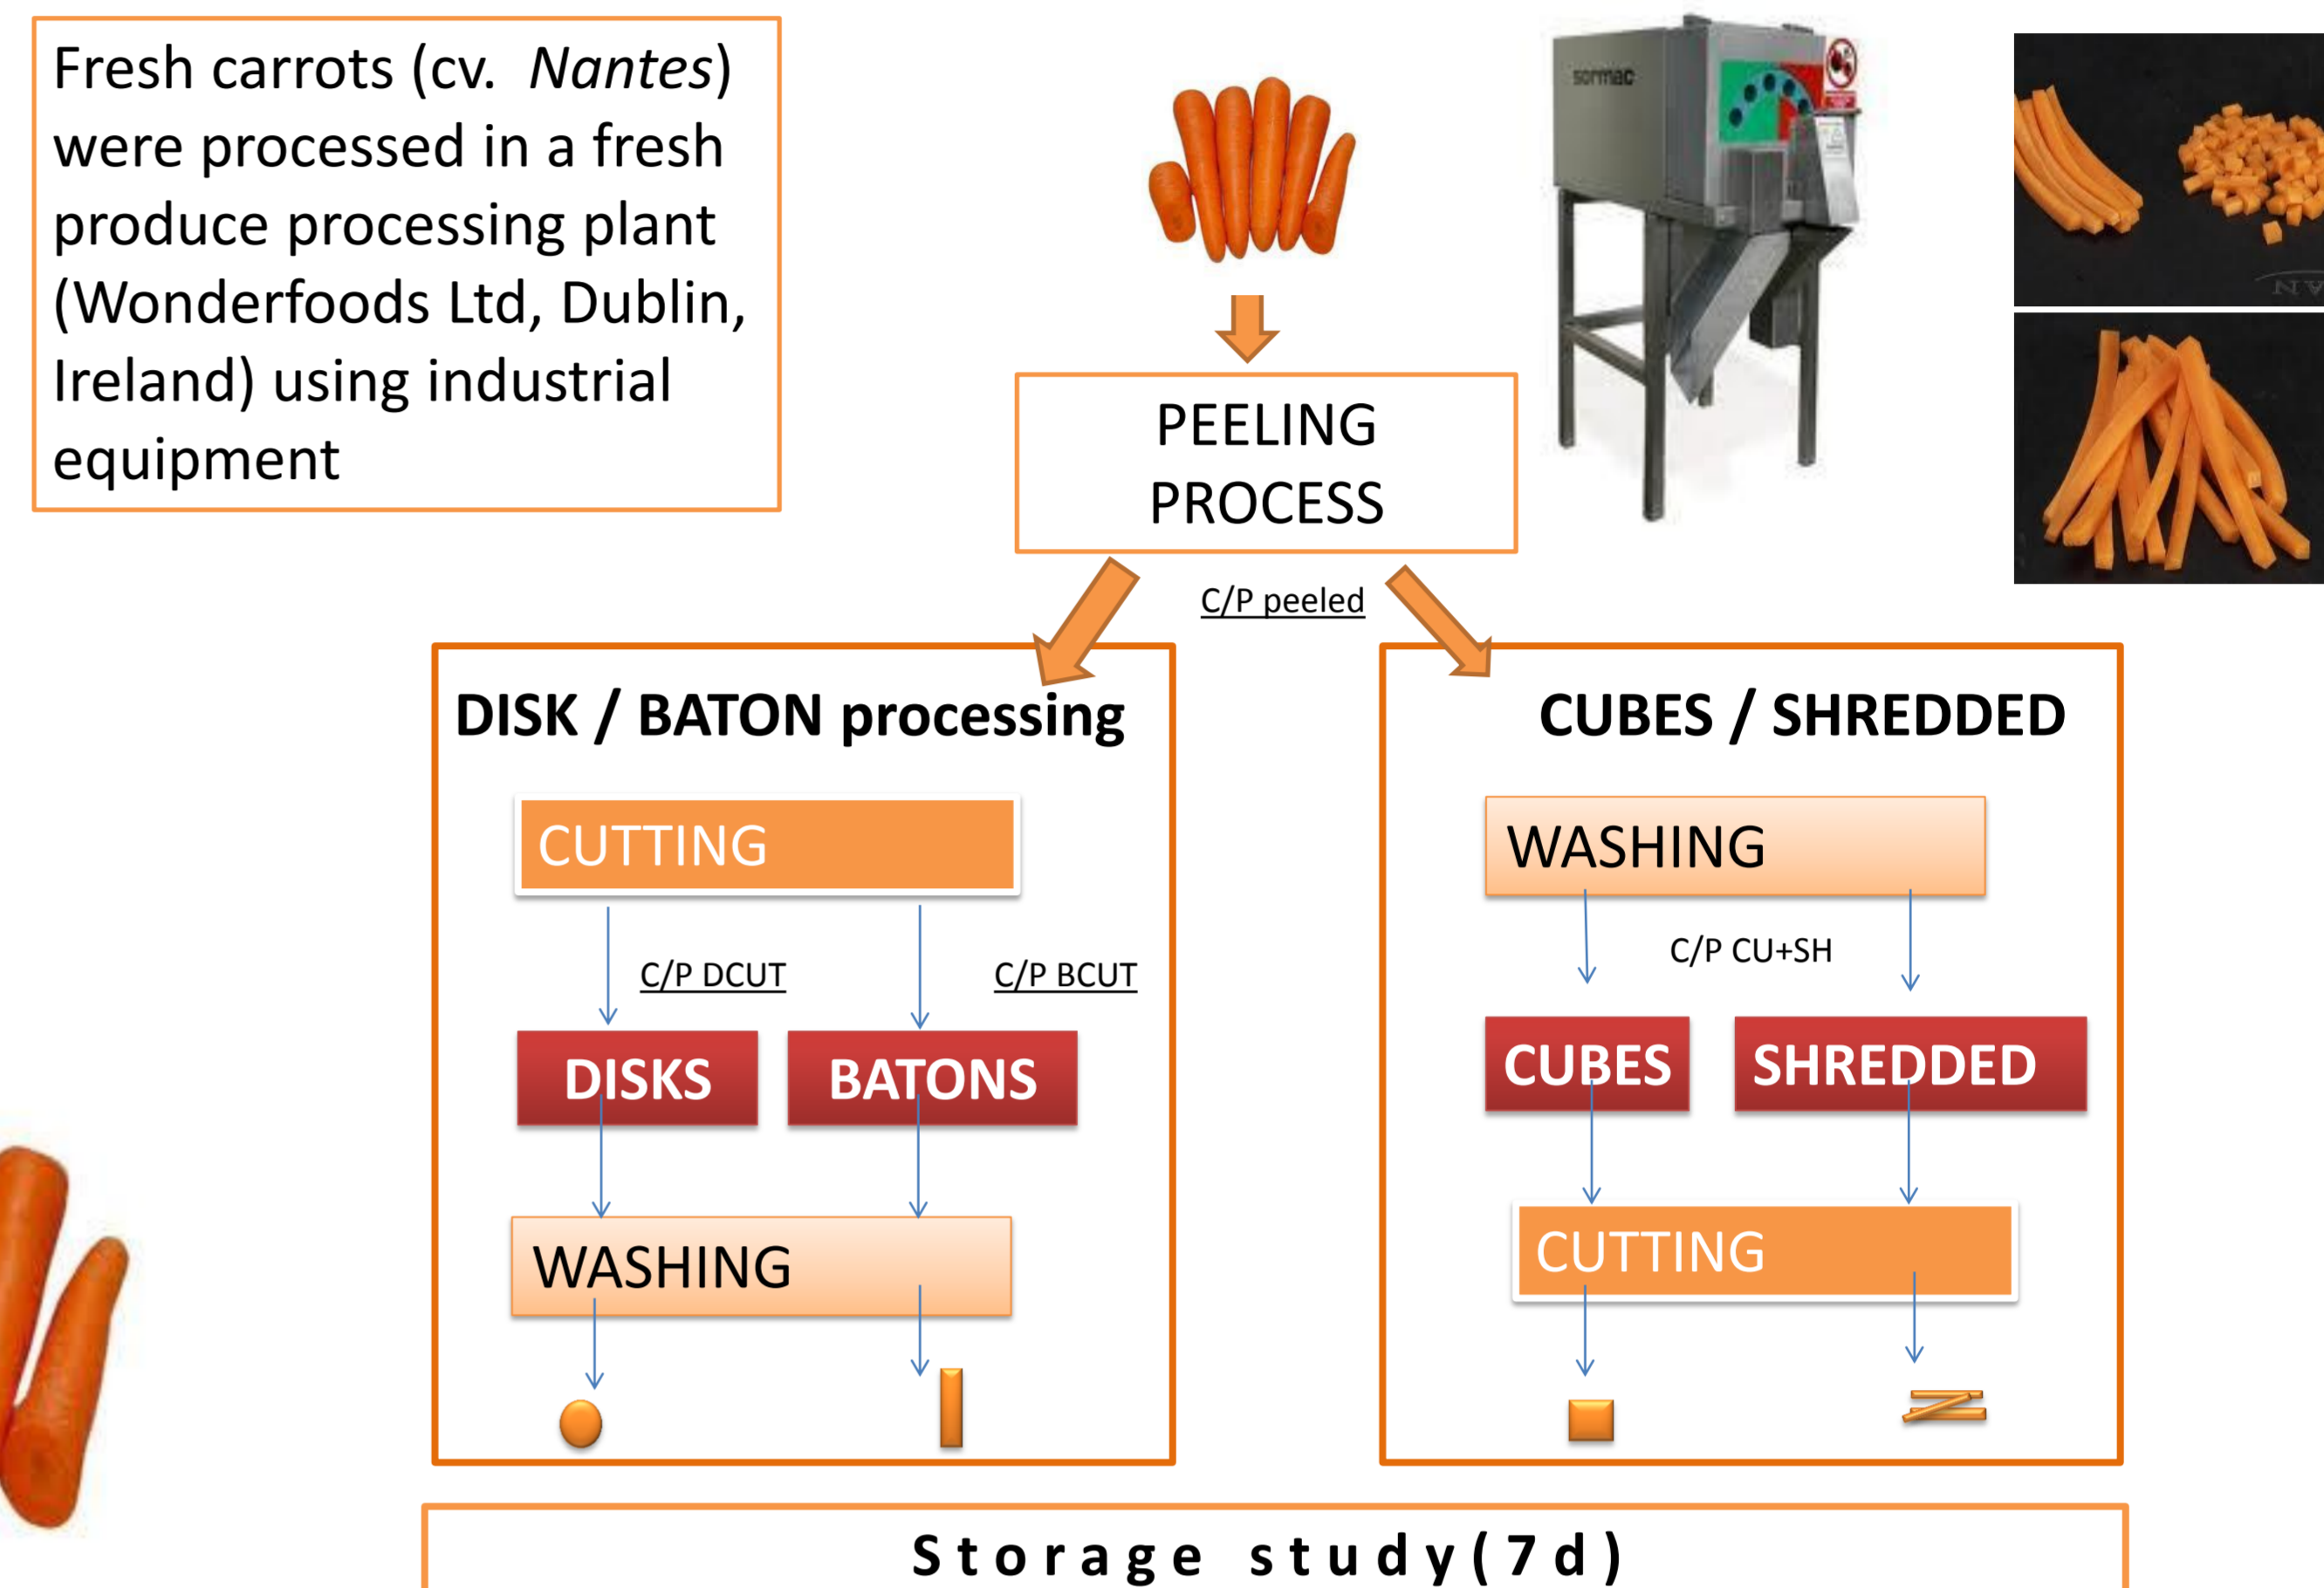 Fresh carrots (cv. Nantes)
were processed in a fresh
produce processing plant
(Wonderfoods Ltd, Dublin,
Ireland) using industrial
equipment
sormac
PEELING
PROCESS
C/P peeled
DISK / BATON processing
CUTTING
C/P DCUT
C/P BCUT
DISKS
BATONS
WASHING
CUBES / SHREDDED
WASHING
C/P CU+SH
CUBES
SHREDDED
CUTTING
Storage study(7d)